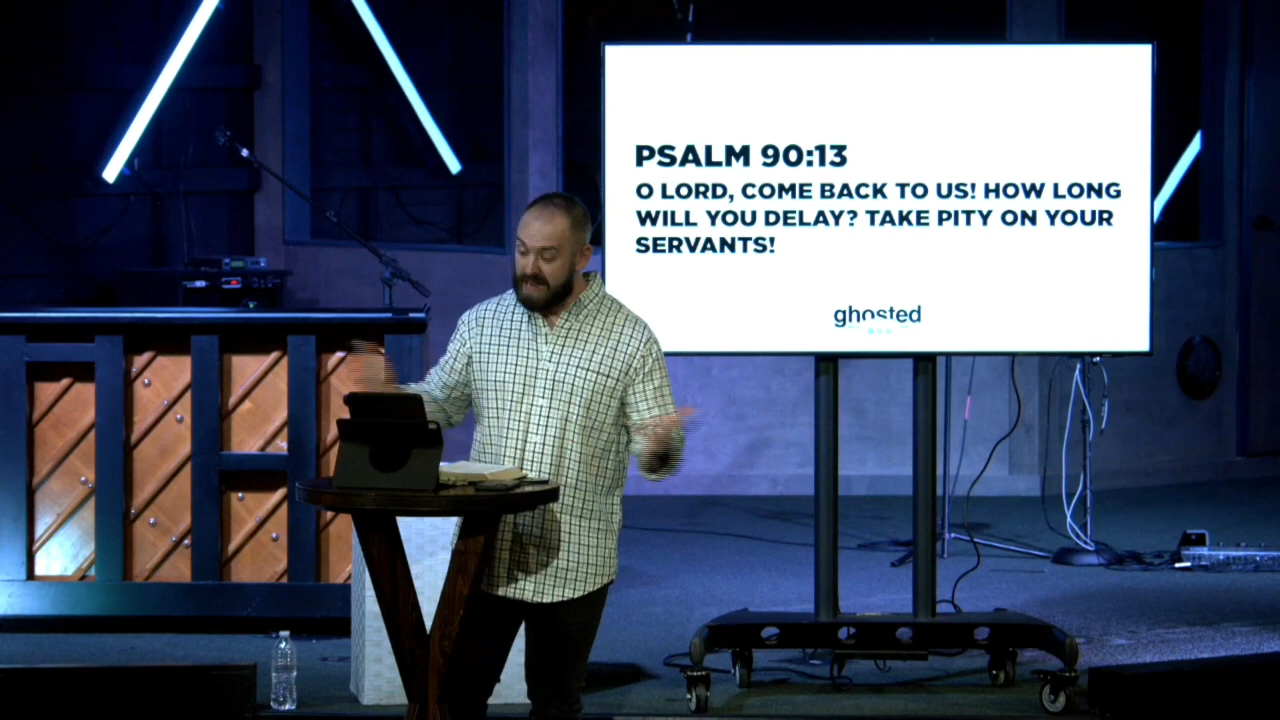 PSALM 90:13
O LORD, COME BACK TO US! HOW LONG
WILL YOU DELAY? TAKE PITY ON YOUR
SERVANTS!
ghosted